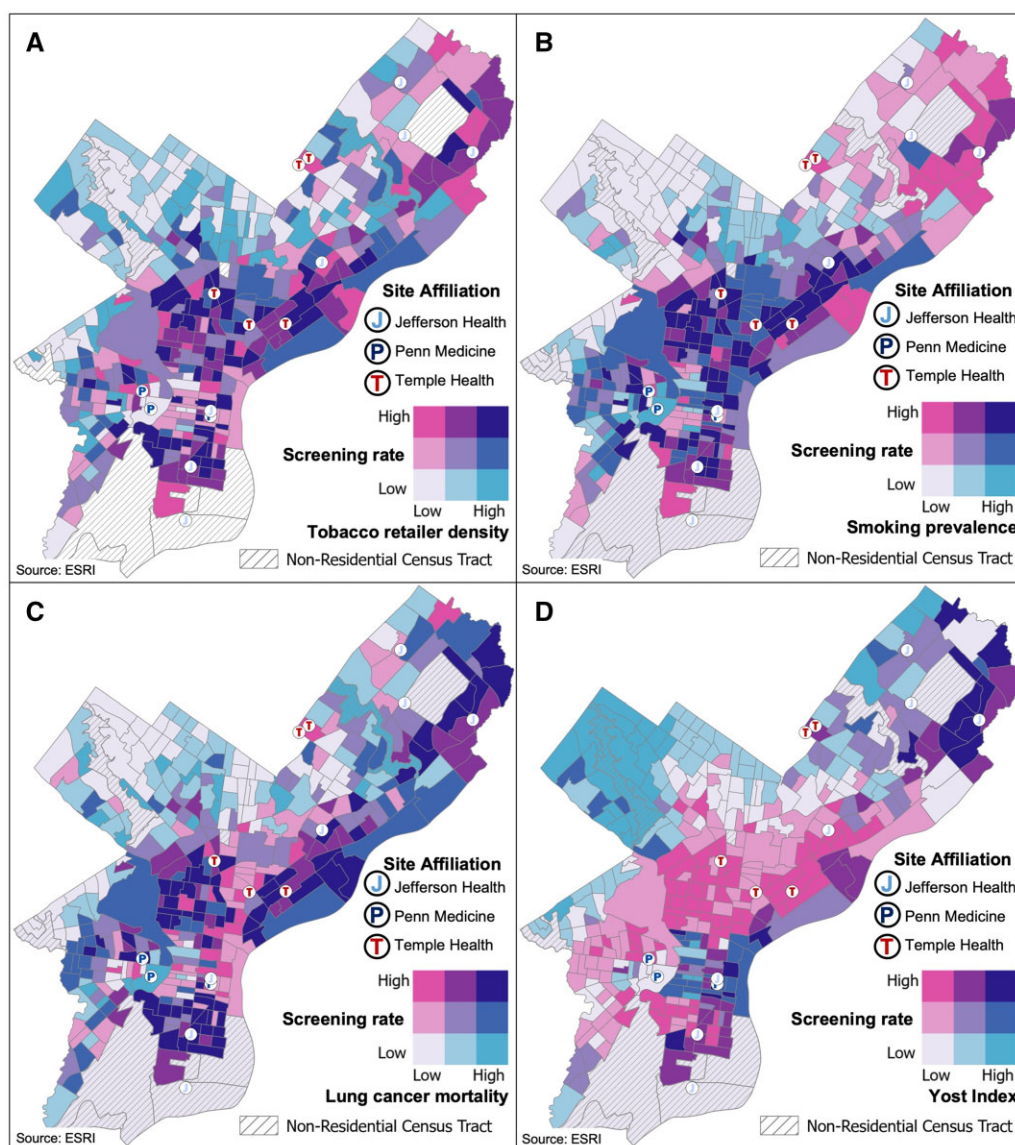 A
J
J
J
T T
J
T
T
T
P
P
J
J
J
Site Affiliation
J Jefferson Health
P Penn Medicine
T Temple Health
High
Screening rate
Low
Low High
Tobacco retailer density
Non-Residential Census Tract
Source: ESRI
B
J
J
J
T T
J
T
T
T
P
P
J
J
J
Site Affiliation
J Jefferson Health
P Penn Medicine
T Temple Health
High
Screening rate
Low
Low High
Smoking prevalence
Non-Residential Census Tract
Source: ESRI
C
J
J
J
T T
J
T
T
T
P
P
J
J
J
Site Affiliation
J Jefferson Health
P Penn Medicine
T Temple Health
High
Screening rate
Low
Low High
Lung cancer mortality
Non-Residential Census Tract
Source: ESRI
D
J
J
J
T T
J
T
T
T
P
P
J
J
J
Site Affiliation
J Jefferson Health
P Penn Medicine
T Temple Health
High
Screening rate
Low
Low High
Yost Index
Non-Residential Census Tract
Source: ESRI